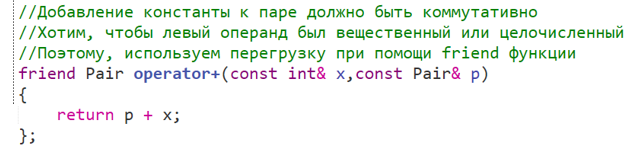 //Добавление константы к паре должно быть коммутативно
//Хотим, чтобы левый операнд был вещественный или целочисленный
//Поэтому, используем перегрузку при помощи friend функции
friend Pair operator+(const int& x,const Pair& p)
{
    return p + x;
};